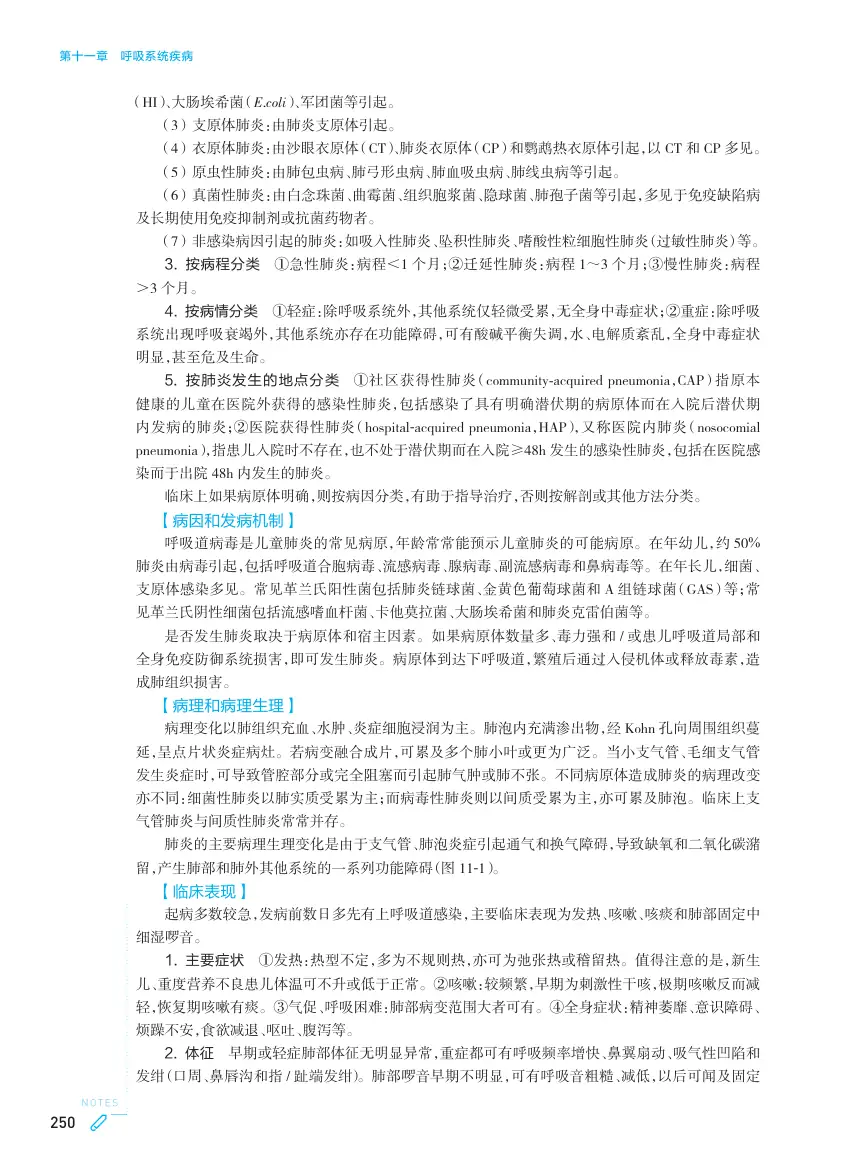 第十一章　呼吸系统疾病
（HI）、大肠埃希菌（E.coli）、军团菌等引起。
（3）支原体肺炎：由肺炎支原体引起。
（4）衣原体肺炎：由沙眼衣原体（CT）、肺炎衣原体（CP）和鹦鹉热衣原体引起，以 CT 和 CP 多见。
（5）原虫性肺炎：由肺包虫病、肺弓形虫病、肺血吸虫病、肺线虫病等引起。
（6）真菌性肺炎：由白念珠菌、曲霉菌、组织胞浆菌、隐球菌、肺孢子菌等引起，多见于免疫缺陷病
及长期使用免疫抑制剂或抗菌药物者。
（7）非感染病因引起的肺炎：如吸入性肺炎、坠积性肺炎、嗜酸性粒细胞性肺炎（过敏性肺炎）等。
3. 按病程分类　①急性肺炎：病程＜1 个月；②迁延性肺炎：病程 1～3 个月；③慢性肺炎：病程
＞3 个月。
4. 按病情分类　①轻症：除呼吸系统外，其他系统仅轻微受累，无全身中毒症状；②重症：除呼吸
系统出现呼吸衰竭外，其他系统亦存在功能障碍，可有酸碱平衡失调，水、电解质紊乱，全身中毒症状
明显，甚至危及生命。
5. 按肺炎发生的地点分类　①社区获得性肺炎（community-acquired pneumonia，CAP）指原本
健康的儿童在医院外获得的感染性肺炎，包括感染了具有明确潜伏期的病原体而在入院后潜伏期
内发病的肺炎；②医院获得性肺炎（hospital-acquired pneumonia，HAP），又称医院内肺炎（nosocomial
pneumonia），指患儿入院时不存在，也不处于潜伏期而在入院≥48h 发生的感染性肺炎，包括在医院感
染而于出院 48h 内发生的肺炎。
临床上如果病原体明确，则按病因分类，有助于指导治疗，否则按解剖或其他方法分类。
【病因和发病机制】
呼吸道病毒是儿童肺炎的常见病原，年龄常常能预示儿童肺炎的可能病原。在年幼儿，约 50%
肺炎由病毒引起，包括呼吸道合胞病毒、流感病毒、腺病毒、副流感病毒和鼻病毒等。在年长儿，细菌、
支原体感染多见。常见革兰氏阳性菌包括肺炎链球菌、金黄色葡萄球菌和 A 组链球菌（GAS）等；常
见革兰氏阴性细菌包括流感嗜血杆菌、卡他莫拉菌、大肠埃希菌和肺炎克雷伯菌等。
是否发生肺炎取决于病原体和宿主因素。如果病原体数量多、毒力强和 / 或患儿呼吸道局部和
全身免疫防御系统损害，即可发生肺炎。病原体到达下呼吸道，繁殖后通过入侵机体或释放毒素，造
成肺组织损害。
【病理和病理生理】
病理变化以肺组织充血、水肿、炎症细胞浸润为主。肺泡内充满渗出物，经 Kohn 孔向周围组织蔓
延，呈点片状炎症病灶。若病变融合成片，可累及多个肺小叶或更为广泛。当小支气管、毛细支气管
发生炎症时，可导致管腔部分或完全阻塞而引起肺气肿或肺不张。不同病原体造成肺炎的病理改变
亦不同：细菌性肺炎以肺实质受累为主；而病毒性肺炎则以间质受累为主，亦可累及肺泡。临床上支
气管肺炎与间质性肺炎常常并存。
肺炎的主要病理生理变化是由于支气管、肺泡炎症引起通气和换气障碍，导致缺氧和二氧化碳潴
留，产生肺部和肺外其他系统的一系列功能障碍（图 11-1）。
【临床表现】
起病多数较急，发病前数日多先有上呼吸道感染，主要临床表现为发热、咳嗽、咳痰和肺部固定中
细湿啰音。
1. 主要症状　①发热：热型不定，多为不规则热，亦可为弛张热或稽留热。值得注意的是，新生
儿、重度营养不良患儿体温可不升或低于正常。②咳嗽：较频繁，早期为刺激性干咳，极期咳嗽反而减
轻，恢复期咳嗽有痰。③气促、呼吸困难：肺部病变范围大者可有。④全身症状：精神萎靡、意识障碍、
烦躁不安，食欲减退、呕吐、腹泻等。
2. 体征　早期或轻症肺部体征无明显异常，重症都可有呼吸频率增快、鼻翼扇动、吸气性凹陷和
发绀（口周、鼻唇沟和指 / 趾端发绀）。肺部啰音早期不明显，可有呼吸音粗糙、减低，以后可闻及固定
NOTES
250